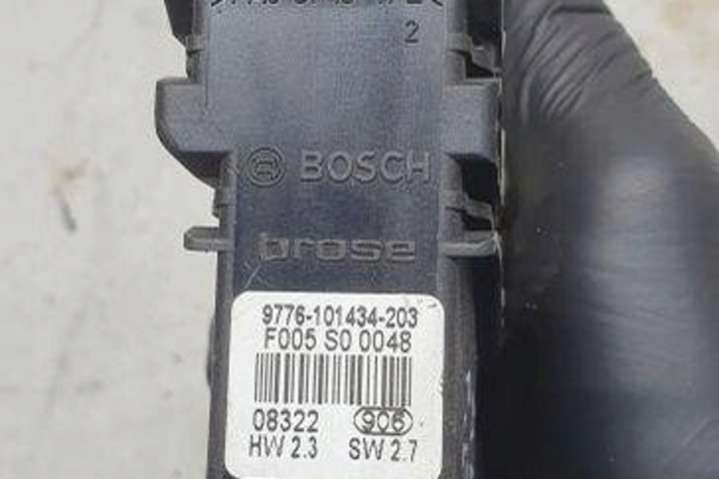 2
BOSCH
brose
9776-101434-203
F005 S0 0048
08322 906
HW 2.3 SW 2.7